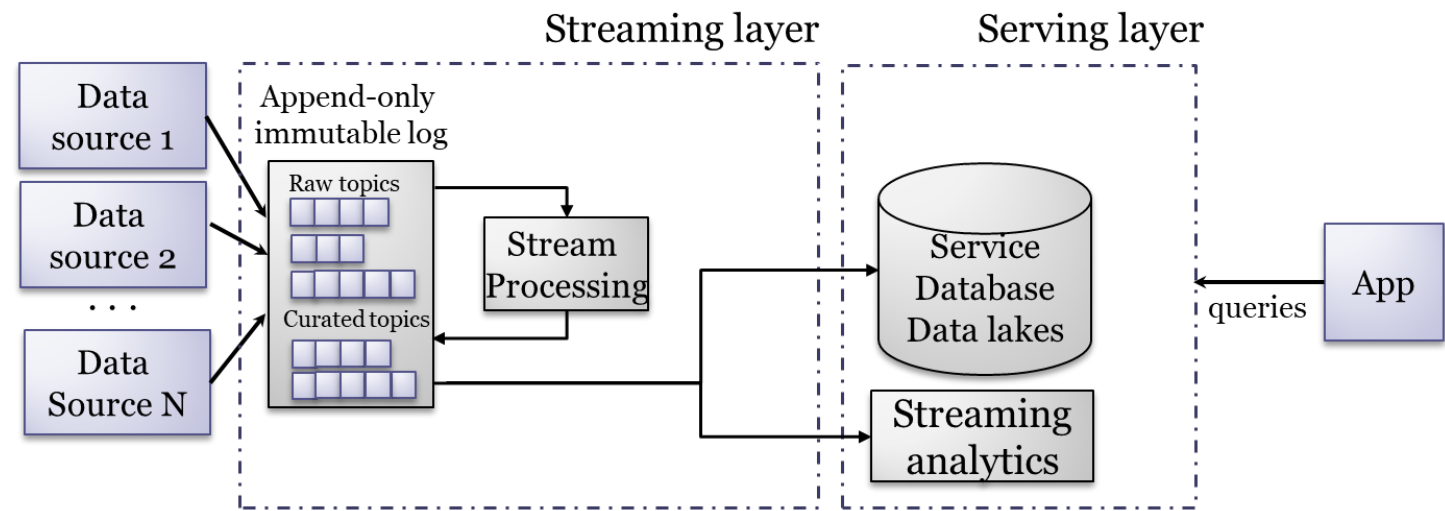 Streaming layer
Serving layer
Data
source 1
Data
source 2
. . .
Data
Source N
Append-only
immutable log
Raw topics
Curated topics
Stream
Processing
Service
Database
Data lakes
Streaming
analytics
queries
App